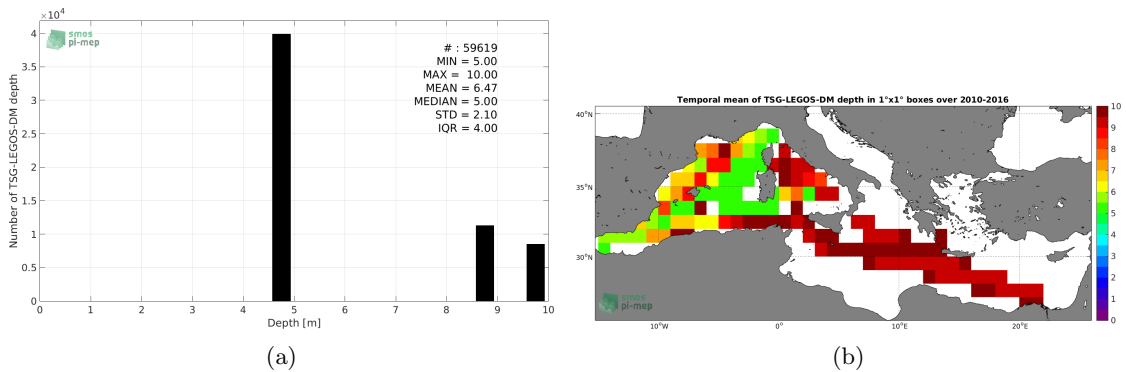 ×10⁴
smos
pi-mep
# : 59619
MIN = 5.00
MAX = 10.00
MEAN = 6.47
MEDIAN = 5.00
STD = 2.10
IQR = 4.00
4
3.5
3
2.5
2
1.5
1
0.5
0
Number of TSG-LEGOS-DM depth
0 1 2 3 4 5 6 7 8 9 10
Depth [m]
(a)
Temporal mean of TSG-LEGOS-DM depth in 1°x1° boxes over 2010-2016
40°N
35°N
30°N
10°W 0° 10°E 20°E
smos
pi-mep
10
9
8
7
6
5
4
3
2
1
0
(b)